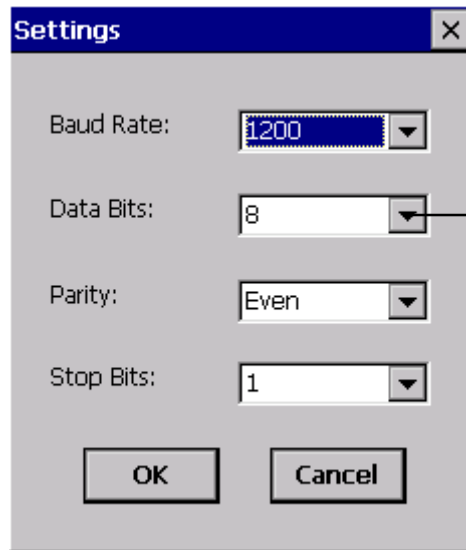 Settings
Baud Rate: 1200
Data Bits: 8
Parity: Even
Stop Bits: 1
OK Cancel